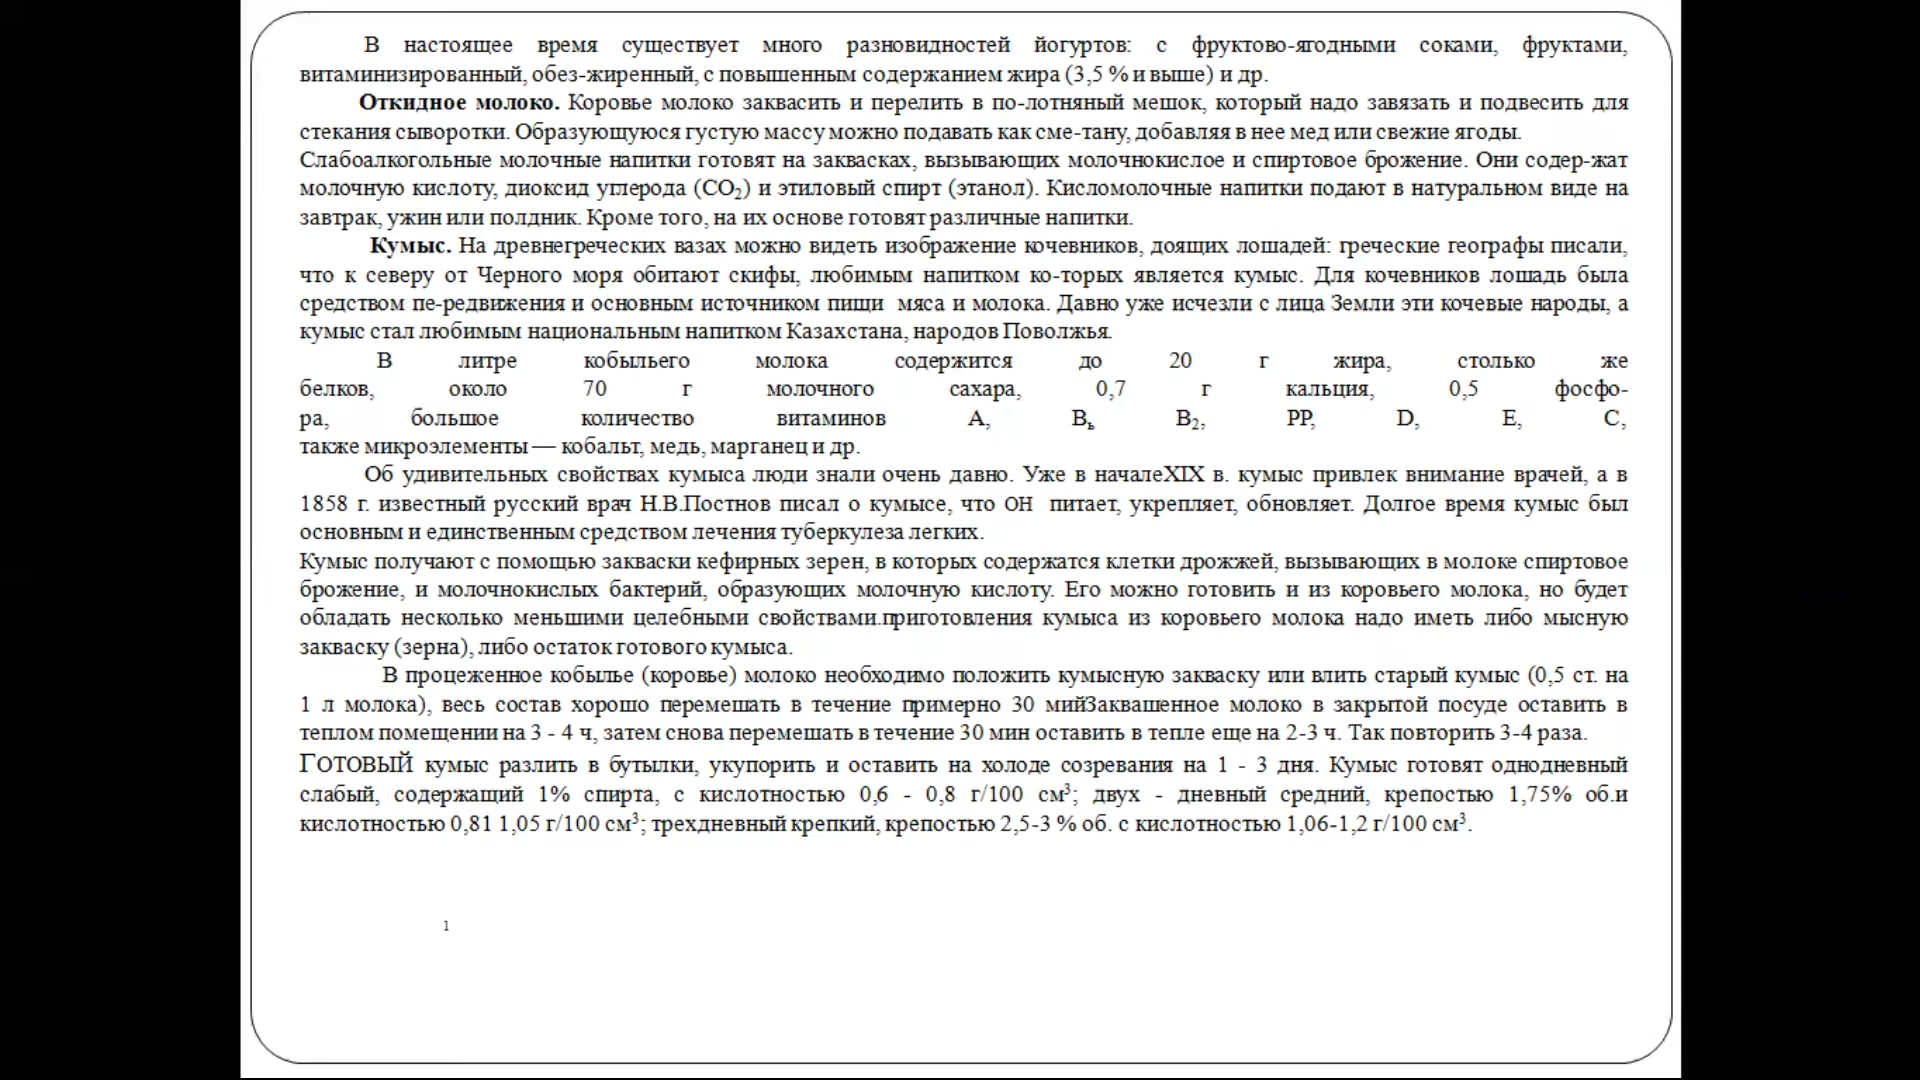 В настоящее время существует много разновидностей йогуртов: с фруктово-ягодными соками, фруктами,
витаминизированный, обез-жиренный, с повышенным содержанием жира (3,5 % и выше) и др.
Откидное молоко. Коровье молоко заквасить и перелить в по-лотняный мешок, который надо завязать и подвесить для
стекания сыворотки. Образующуюся густую массу можно подавать как сме-тану, добавляя в нее мед или свежие ягоды.
Слабоалкогольные молочные напитки готовят на заквасках, вызывающих молочнокислое и спиртовое брожение. Они содер-жат
молочную кислоту, диоксид углерода (CO₂) и этиловый спирт (этанол). Кисломолочные напитки подают в натуральном виде на
завтрак, ужин или полдник. Кроме того, на их основе готовят различные напитки.
Кумыс. На древнегреческих вазах можно видеть изображение кочевников, доящих лошадей: греческие географы писали,
что к северу от Черного моря обитают скифы, любимым напитком ко-торых является кумыс. Для кочевников лошадь была
средством пе-редвижения и основным источником пищи мяса и молока. Давно уже исчезли с лица Земли эти кочевые народы, а
кумыс стал любимым национальным напитком Казахстана, народов Поволжья.
В литре кобыльего молока содержится до 20 г жира, столько же
белков, около 70 г молочного сахара, 0,7 г кальция, 0,5 фосфо-
ра, большое количество витаминов А, Вь В₂, РР, D, Е, С,
также микроэлементы — кобальт, медь, марганец и др.
Об удивительных свойствах кумыса люди знали очень давно. Уже в началеXIX в. кумыс привлек внимание врачей, а в
1858 г. известный русский врач Н.В.Постнов писал о кумысе, что ОН питает, укрепляет, обновляет. Долгое время кумыс был
основным и единственным средством лечения туберкулеза легких.
Кумыс получают с помощью закваски кефирных зерен, в которых содержатся клетки дрожжей, вызывающих в молоке спиртовое
брожение, и молочнокислых бактерий, образующих молочную кислоту. Его можно готовить и из коровьего молока, но будет
обладать несколько меньшими целебными свойствами.приготовления кумыса из коровьего молока надо иметь либо мысную
закваску (зерна), либо остаток готового кумыса.
В процеженное кобылье (коровье) молоко необходимо положить кумысную закваску или влить старый кумыс (0,5 ст. на
1 л молока), весь состав хорошо перемешать в течение примерно 30 мийЗаквашенное молоко в закрытой посуде оставить в
теплом помещении на 3 - 4 ч, затем снова перемешать в течение 30 мин оставить в тепле еще на 2-3 ч. Так повторить 3-4 раза.
ГОТОВЫЙ кумыс разлить в бутылки, укупорить и оставить на холоде созревания на 1 - 3 дня. Кумыс готовят однодневный
слабый, содержащий 1% спирта, с кислотностью 0,6 - 0,8 г/100 см³; двух - дневный средний, крепостью 1,75% об.и
кислотностью 0,81 1,05 г/100 см³; трехдневный крепкий, крепостью 2,5-3 % об. с кислотностью 1,06-1,2 г/100 см³.
1